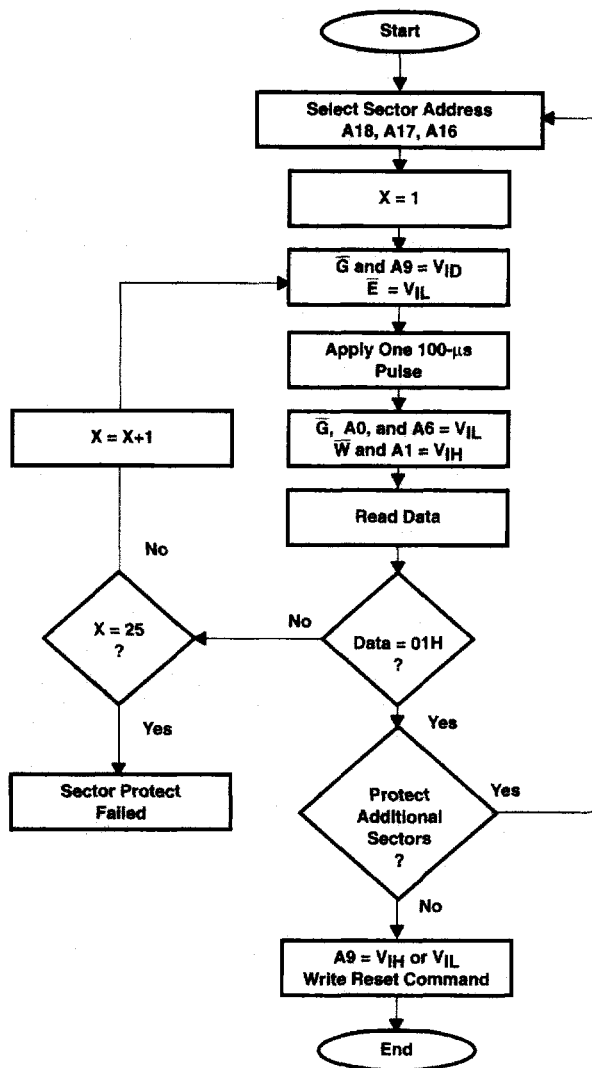 Start
Select Sector Address
A18, A17, A16
X = 1
G̅ and A9 = VID
E̅ = VIL
Apply One 100-μs
Pulse
G̅, A0, and A6 = VIL
W̅ and A1 = VIH
X = X+1
Read Data
No
No
X = 25
?
Data = 01H
?
Yes
Yes
Sector Protect
Failed
Protect
Additional
Sectors
?
Yes
No
A9 = VIH or VIL
Write Reset Command
End